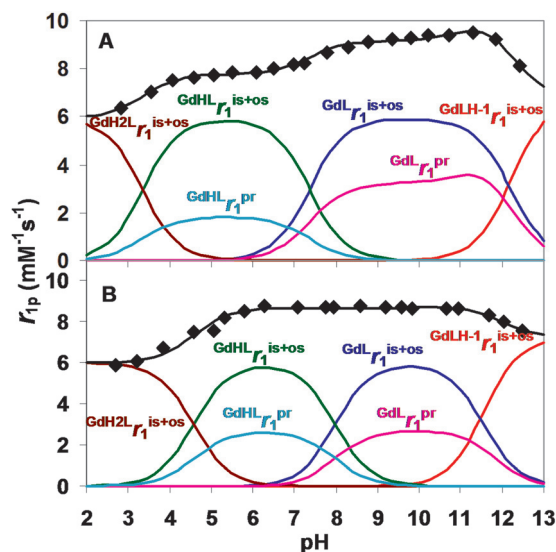 A
10
8
6
4
2
0
GdH2L r₁ is+os
GdHL r₁ is+os
GdL r₁ is+os
GdLH-1 r₁ is+os
GdHL r₁ pr
GdL r₁ pr
r₁ₚ (mM⁻¹s⁻¹)
B
10
8
6
4
2
0
GdHL r₁ is+os
GdL r₁ is+os
GdLH-1 r₁ is+os
GdH2L r₁ is+os
GdHL r₁ pr
GdL r₁ pr
2 3 4 5 6 7 8 9 10 11 12 13
pH